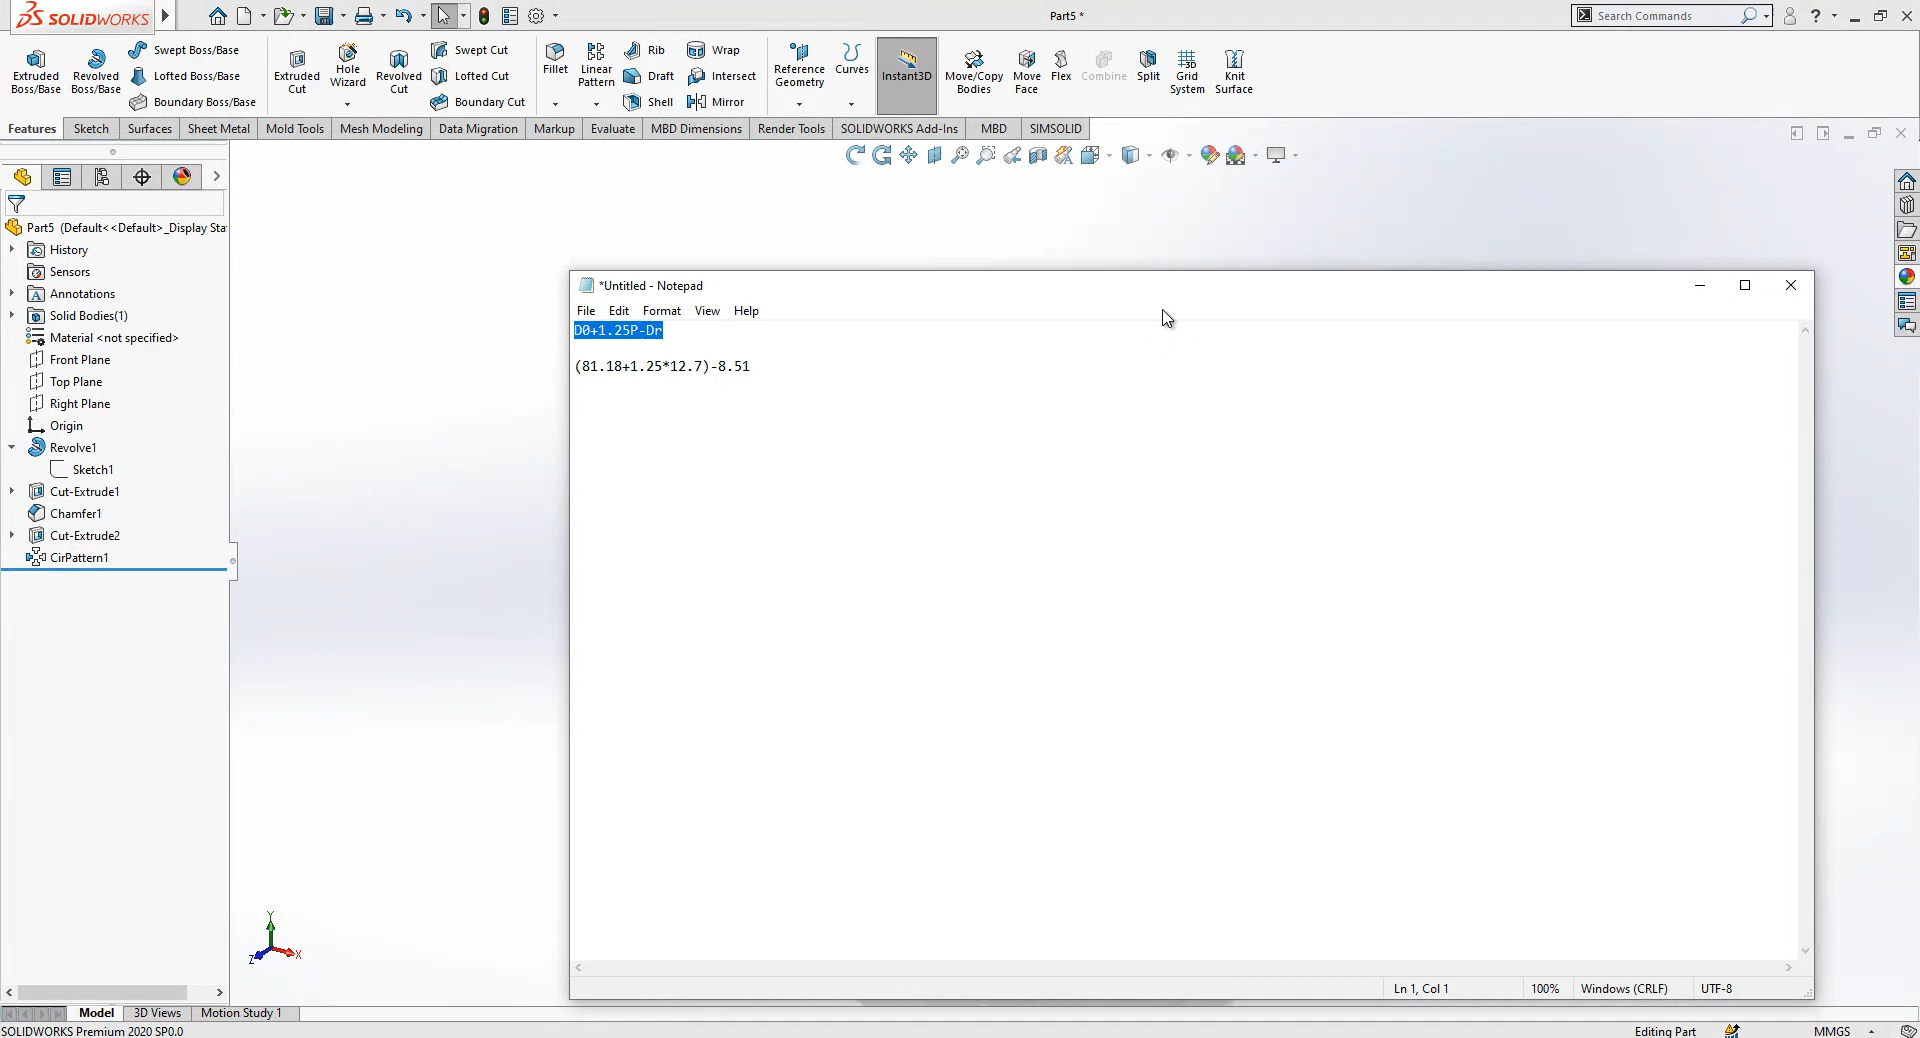 SOLIDWORKS
Part5 *
Search Commands
Extruded Boss/Base
Revolved Boss/Base
Swept Boss/Base
Lofted Boss/Base
Boundary Boss/Base
Extruded Cut
Hole Wizard
Revolved Cut
Swept Cut
Lofted Cut
Boundary Cut
Fillet
Linear Pattern
Rib
Draft
Shell
Wrap
Intersect
Mirror
Reference Geometry
Curves
Instant3D
Move/Copy Bodies
Move Face
Flex
Combine
Split
Grid System
Knit Surface
Features
Sketch
Surfaces
Sheet Metal
Mold Tools
Mesh Modeling
Data Migration
Markup
Evaluate
MBD Dimensions
Render Tools
SOLIDWORKS Add-Ins
MBD
SIMSOLID
Part5 (Default<<Default>_Display Sta
History
Sensors
Annotations
Solid Bodies(1)
Material <not specified>
Front Plane
Top Plane
Right Plane
Origin
Revolve1
Sketch1
Cut-Extrude1
Chamfer1
Cut-Extrude2
CirPattern1
*Untitled - Notepad
File Edit Format View Help
D0+1.25P-Dr
(81.18+1.25*12.7)-8.51
Ln 1, Col 1
100%
Windows (CRLF)
UTF-8
Y
X
Z
Model
3D Views
Motion Study 1
SOLIDWORKS Premium 2020 SP0.0
Editing Part
MMGS